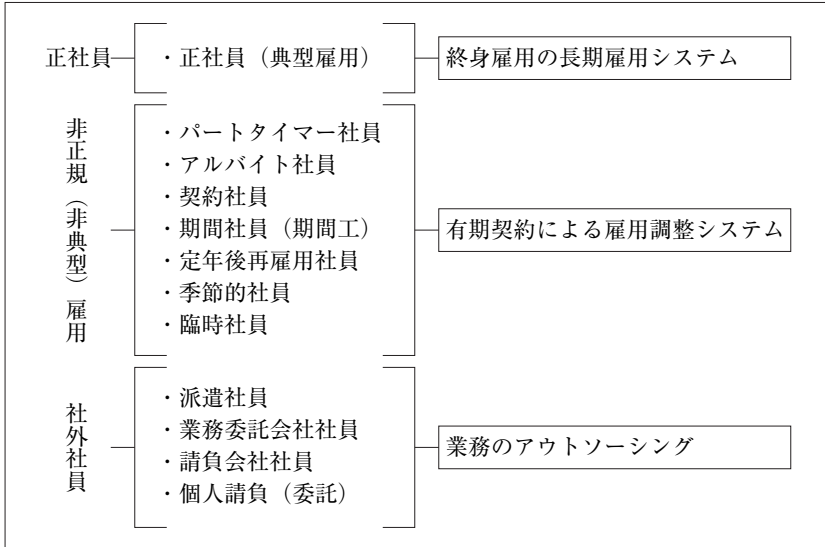 正社員
・正社員（典型雇用）
終身雇用の長期雇用システム
非正規（非典型）雇用
・パートタイマー社員
・アルバイト社員
・契約社員
・期間社員（期間工）
・定年後再雇用社員
・季節的社員
・臨時社員
有期契約による雇用調整システム
社外社員
・派遣社員
・業務委託会社社員
・請負会社社員
・個人請負（委託）
業務のアウトソーシング